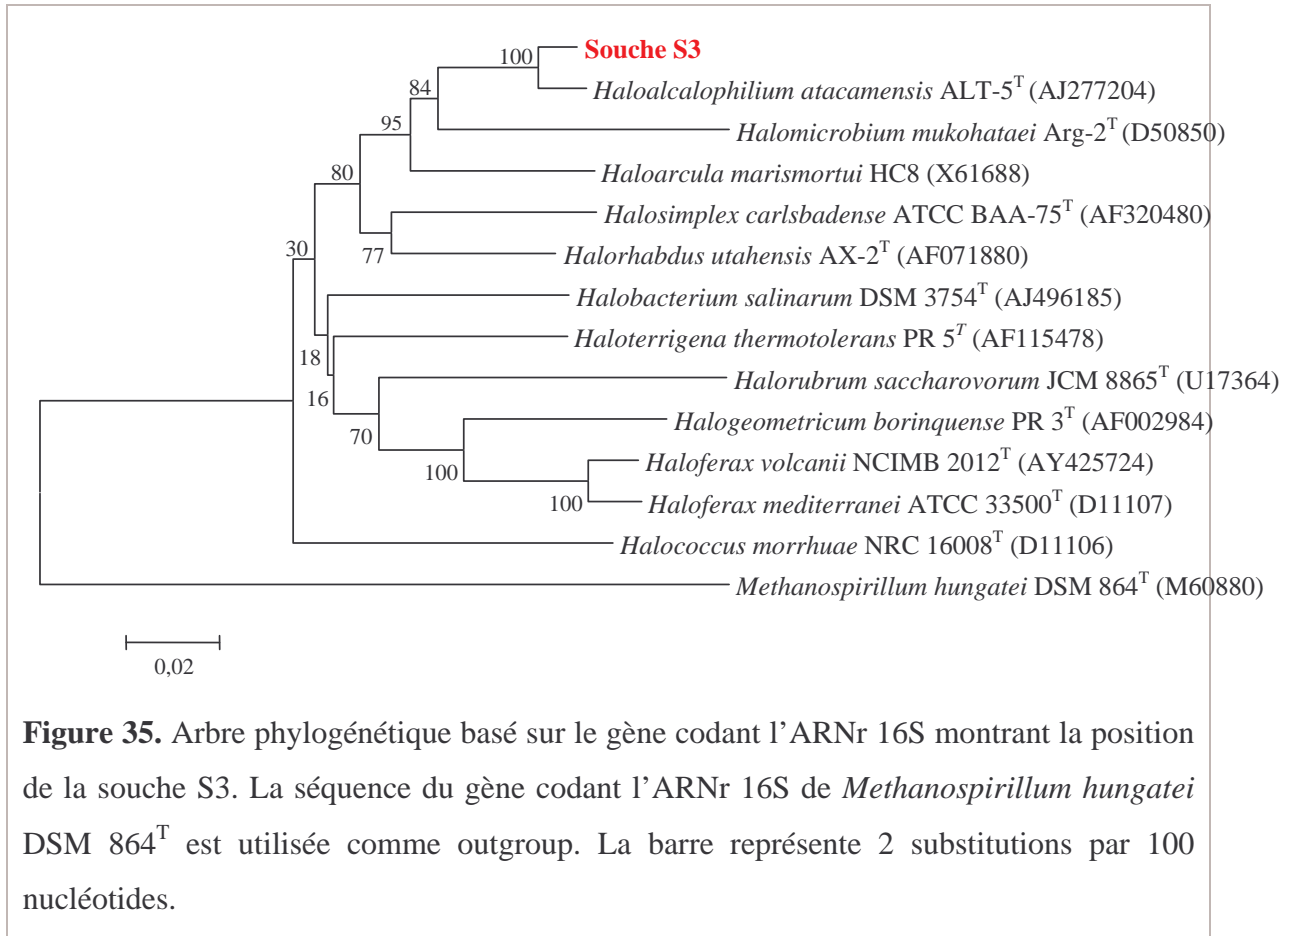 Souche S3
100
Haloalcalophilium atacamensis ALT-5T (AJ277204)
84
Halomicrobium mukohataei Arg-2T (D50850)
95
Haloarcula marismortui HC8 (X61688)
80
Halosimplex carlsbadense ATCC BAA-75T (AF320480)
77
Halorhabdus utahensis AX-2T (AF071880)
30
Halobacterium salinarum DSM 3754T (AJ496185)
18
Haloterrigena thermotolerans PR 5T (AF115478)
16
Halorubrum saccharovorum JCM 8865T (U17364)
70
Halogeometricum borinquense PR 3T (AF002984)
100
Haloferax volcanii NCIMB 2012T (AY425724)
100
Haloferax mediterranei ATCC 33500T (D11107)
Halococcus morrhuae NRC 16008T (D11106)
Methanospirillum hungatei DSM 864T (M60880)
0,02
Figure 35. Arbre phylogénétique basé sur le gène codant l’ARNr 16S montrant la position
de la souche S3. La séquence du gène codant l’ARNr 16S de Methanospirillum hungatei
DSM 864T est utilisée comme outgroup. La barre représente 2 substitutions par 100
nucléotides.